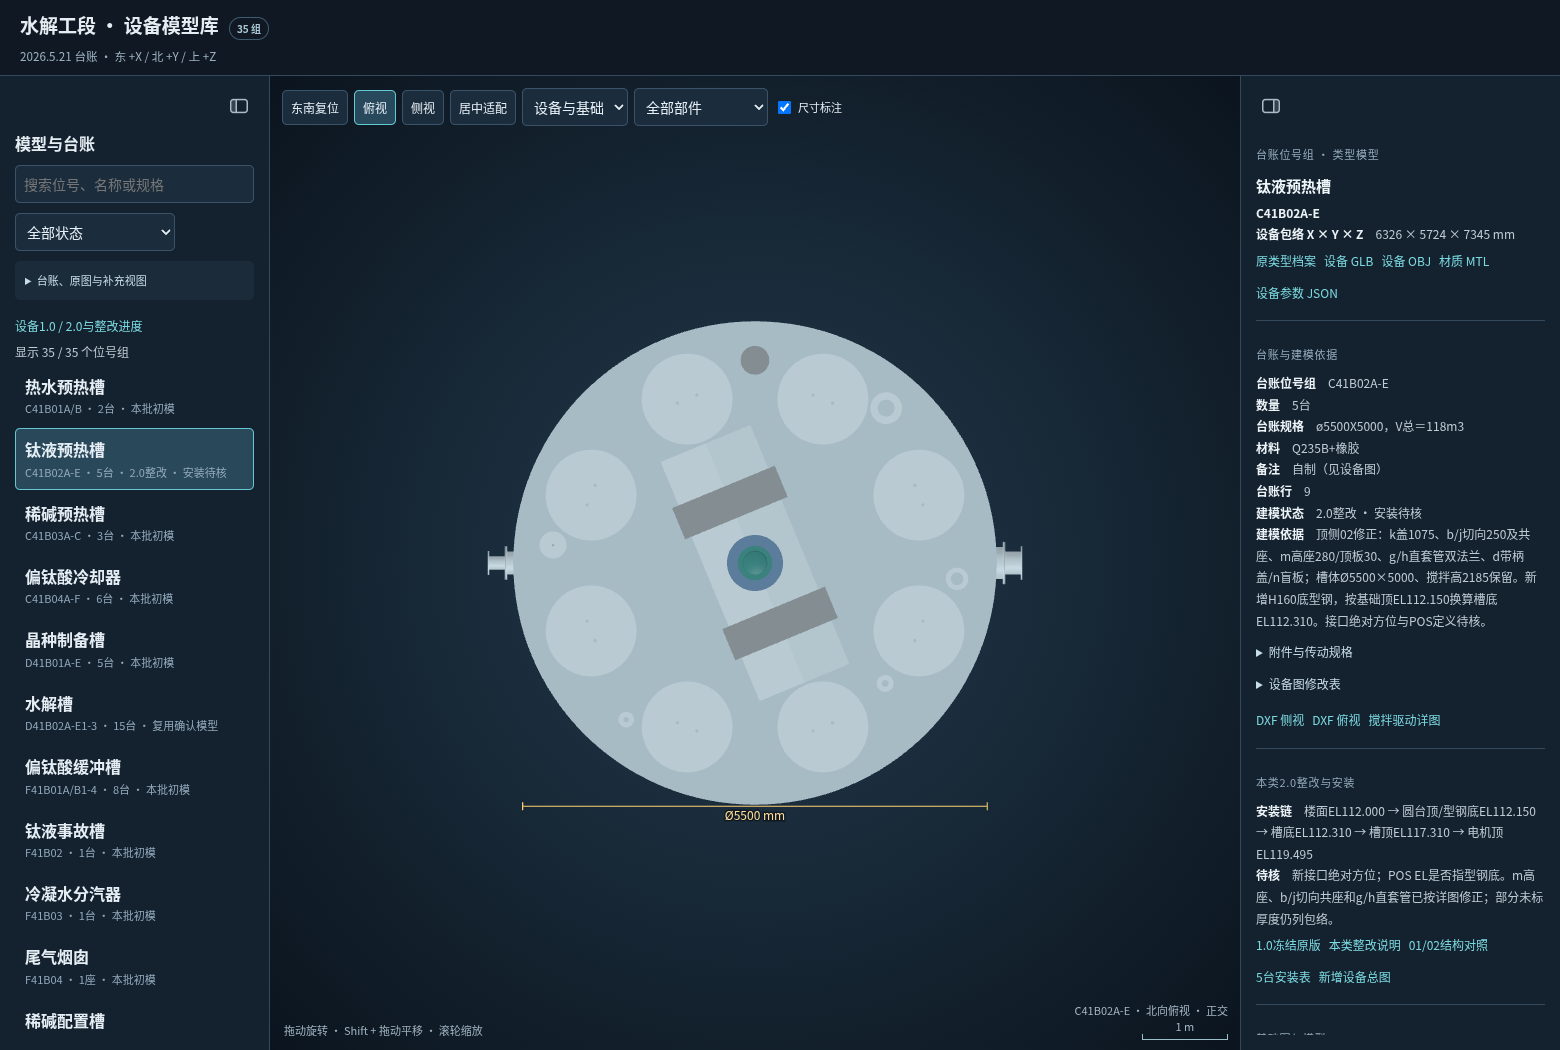 水解工段 · 设备模型库
35 组
2026.5.21 台账 · 东 +X / 北 +Y / 上 +Z
模型与台账
搜索位号、名称或规格
全部状态
▶ 台账、原图与补充视图
设备1.0 / 2.0与整改进度
显示 35 / 35 个位号组
热水预热槽
C41B01A/B · 2台 · 本批初模
钛液预热槽
C41B02A-E · 5台 · 2.0整改 · 安装待核
稀碱预热槽
C41B03A-C · 3台 · 本批初模
偏钛酸冷却器
C41B04A-F · 6台 · 本批初模
晶种制备槽
D41B01A-E · 5台 · 本批初模
水解槽
D41B02A-E1-3 · 15台 · 复用确认模型
偏钛酸缓冲槽
F41B01A/B1-4 · 8台 · 本批初模
钛液事故槽
F41B02 · 1台 · 本批初模
冷凝水分汽器
F41B03 · 1台 · 本批初模
尾气烟囱
F41B04 · 1座 · 本批初模
稀碱配置槽
东南复位
俯视
侧视
居中适配
设备与基础
全部部件
尺寸标注
Ø5500 mm
拖动旋转 · Shift + 拖动平移 · 滚轮缩放
C41B02A-E · 北向俯视 · 正交
1 m
台账位号组 · 类型模型
钛液预热槽
C41B02A-E
设备包络 X × Y × Z 6326 × 5724 × 7345 mm
原类型档案 设备 GLB 设备 OBJ 材质 MTL
设备参数 JSON
台账与建模依据
台账位号组 C41B02A-E
数量 5台
台账规格 ø5500X5000，V总＝118m3
材料 Q235B+橡胶
备注 自制（见设备图）
台账行 9
建模状态 2.0整改 · 安装待核
建模依据 顶侧02修正：k盖1075、b/j切向250及共
座、m高座280/顶板30、g/h直套管双法兰、d带柄
盖/n盲板；槽体Ø5500×5000、搅拌高2185保留。新
增H160底型钢，按基础顶EL112.150换算槽底
EL112.310。接口绝对方位与POS定义待核。
▶ 附件与传动规格
▶ 设备图修改表
DXF 侧视 DXF 俯视 搅拌驱动详图
本类2.0整改与安装
安装链 楼面EL112.000 → 圆台顶/型钢底EL112.150
→ 槽底EL112.310 → 槽顶EL117.310 → 电机顶
EL119.495
待核 新接口绝对方位；POS EL是否指型钢底。m高
座、b/j切向共座和g/h直套管已按详图修正；部分未标
厚度仍列包络。
1.0冻结原版 本类整改说明 01/02结构对照
5台安装表 新增设备总图